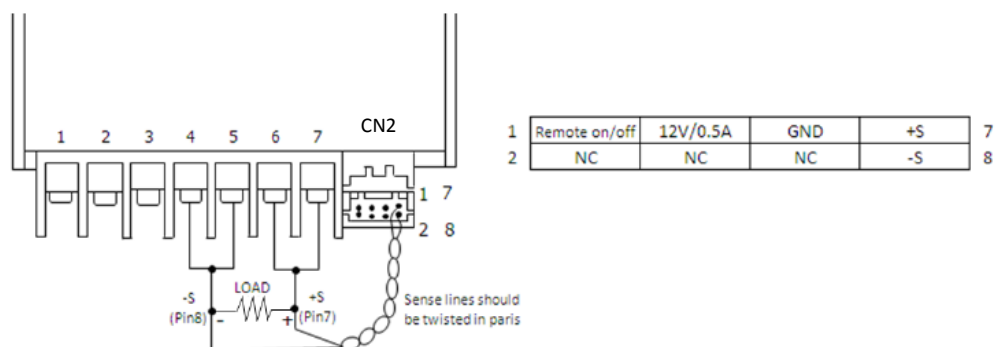 CN2
1 2 3 4 5 6 7
1 7
2 8
-S
(Pin8)
-
LOAD
+
+S
(Pin7)
Sense lines should
be twisted in paris
1 Remote on/off 12V/0.5A GND +S 7
2 NC NC NC -S 8